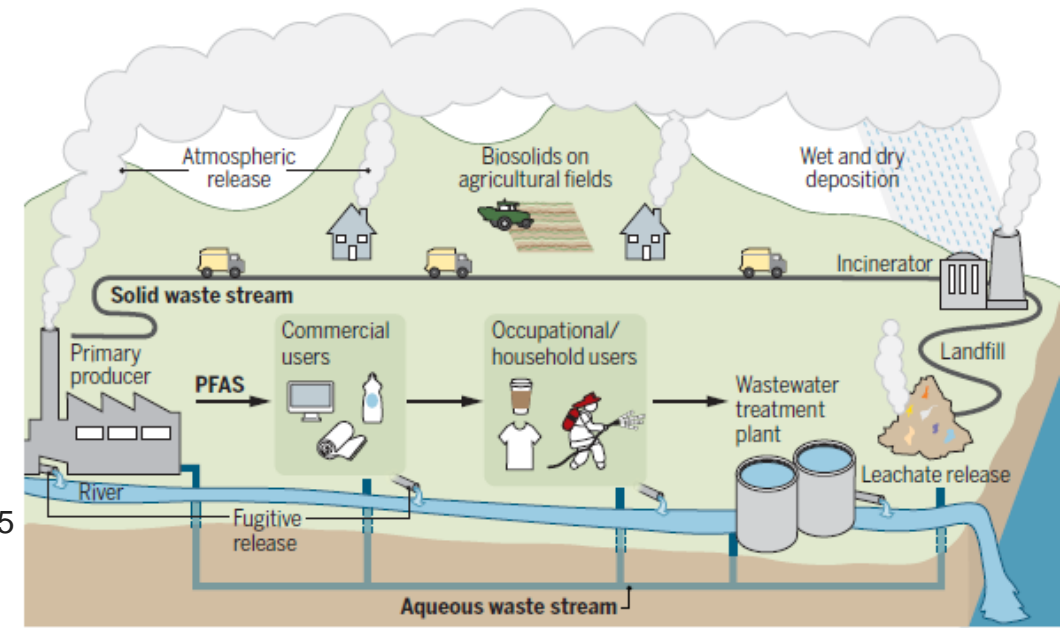 Atmospheric
release
Biosolids on
agricultural fields
Wet and dry
deposition
Incinerator
Solid waste stream
Primary
producer
PFAS
Commercial
users
Occupational/
household users
Wastewater
treatment
plant
Landfill
Leachate release
River
5
Fugitive
release
Aqueous waste stream